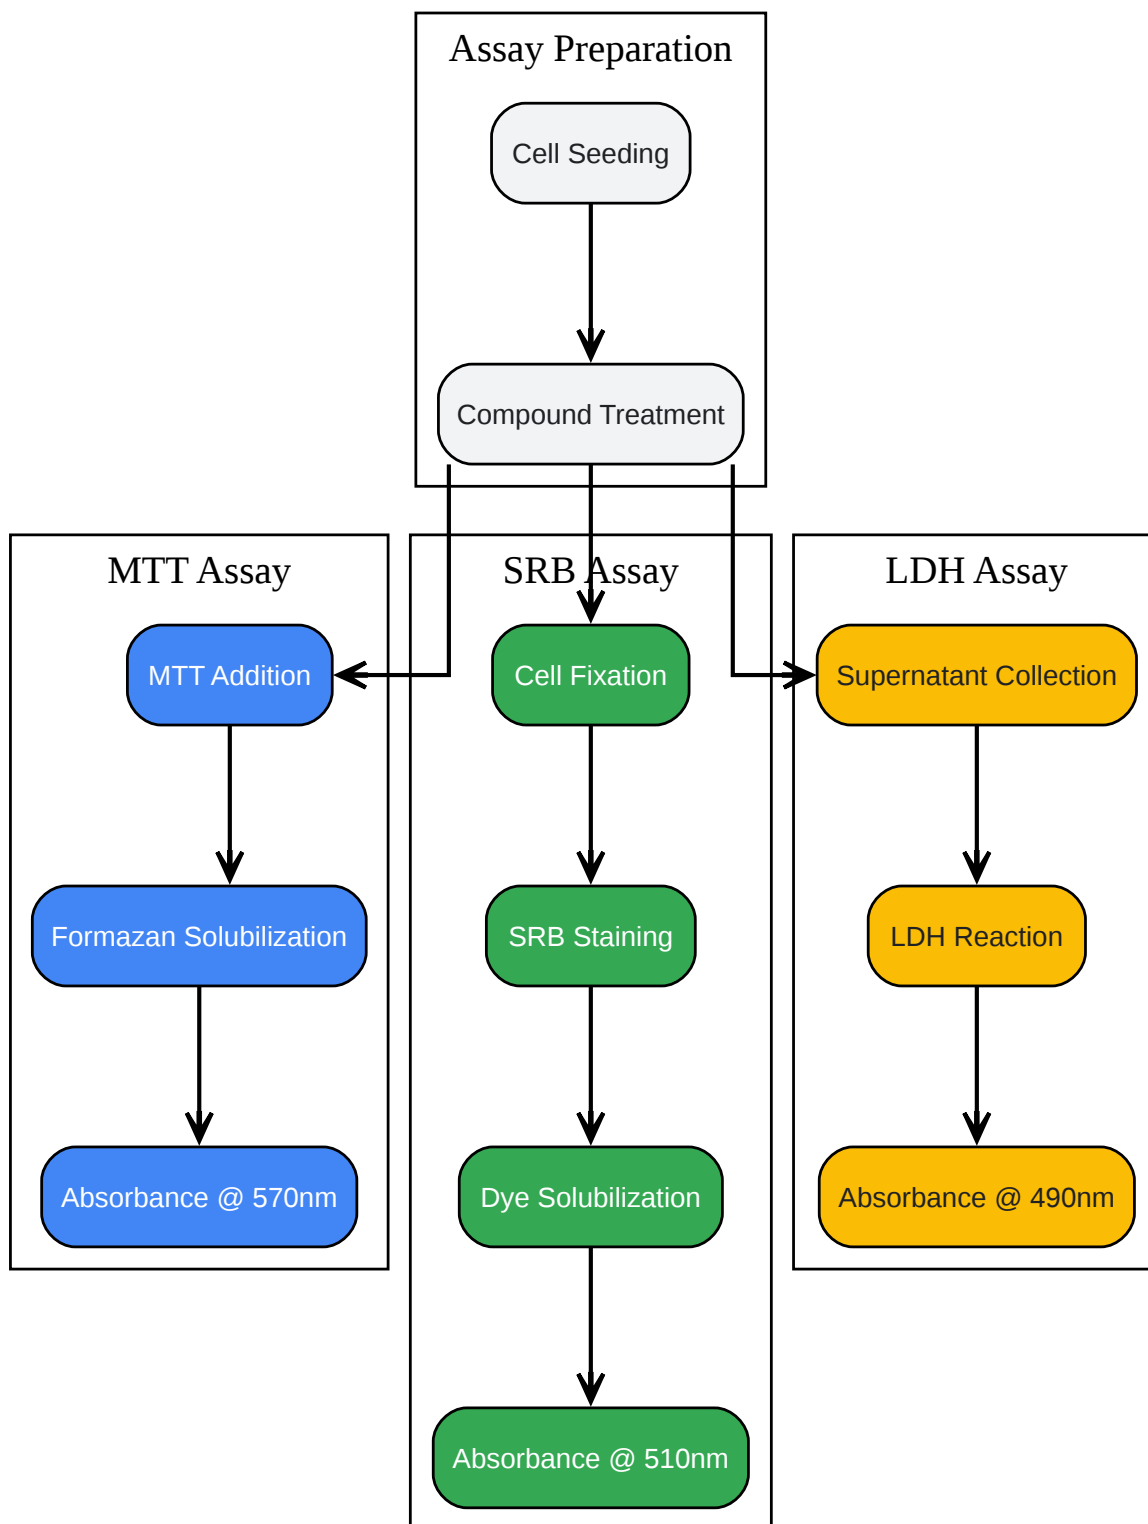 Assay Preparation
Cell Seeding
Compound Treatment
MTT Assay
MTT Addition
Formazan Solubilization
Absorbance @ 570nm
SRB Assay
Cell Fixation
SRB Staining
Dye Solubilization
Absorbance @ 510nm
LDH Assay
Supernatant Collection
LDH Reaction
Absorbance @ 490nm